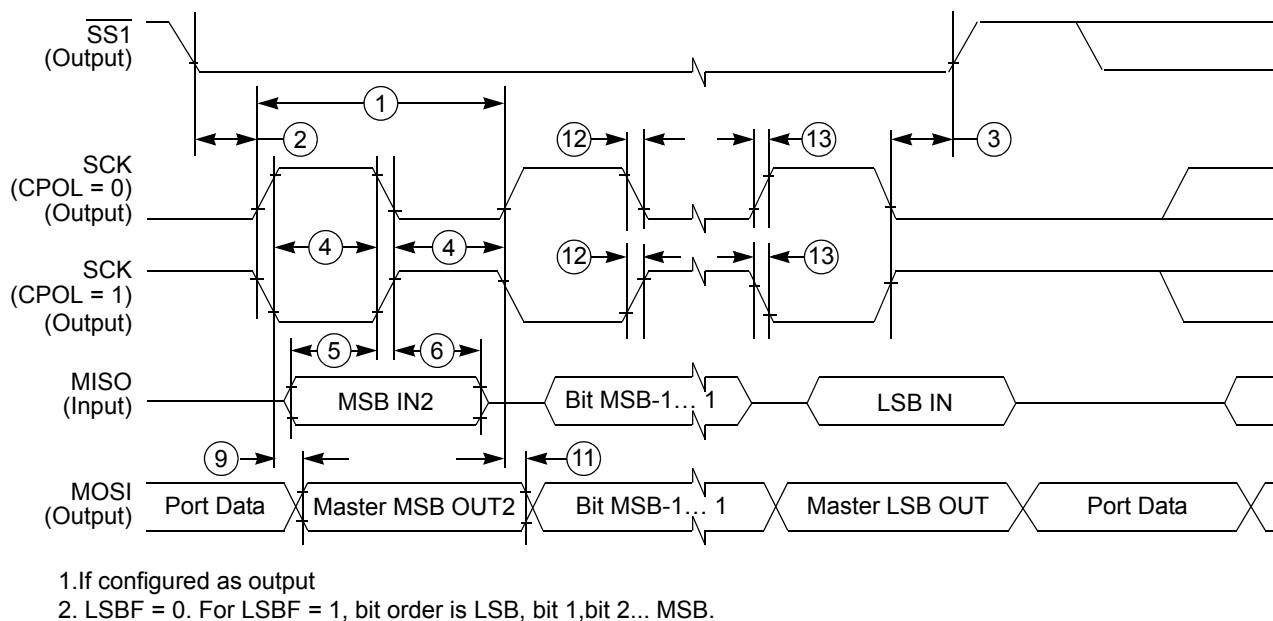 SS1
(Output)
1
2
12
13
3
SCK
(CPOL = 0)
(Output)
4
4
SCK
(CPOL = 1)
(Output)
12
13
5
6
MISO
(Input)
MSB IN2
Bit MSB-1… 1
LSB IN
9
11
MOSI
(Output)
Port Data
Master MSB OUT2
Bit MSB-1… 1
Master LSB OUT
Port Data
1.If configured as output
2. LSBF = 0. For LSBF = 1, bit order is LSB, bit 1,bit 2... MSB.